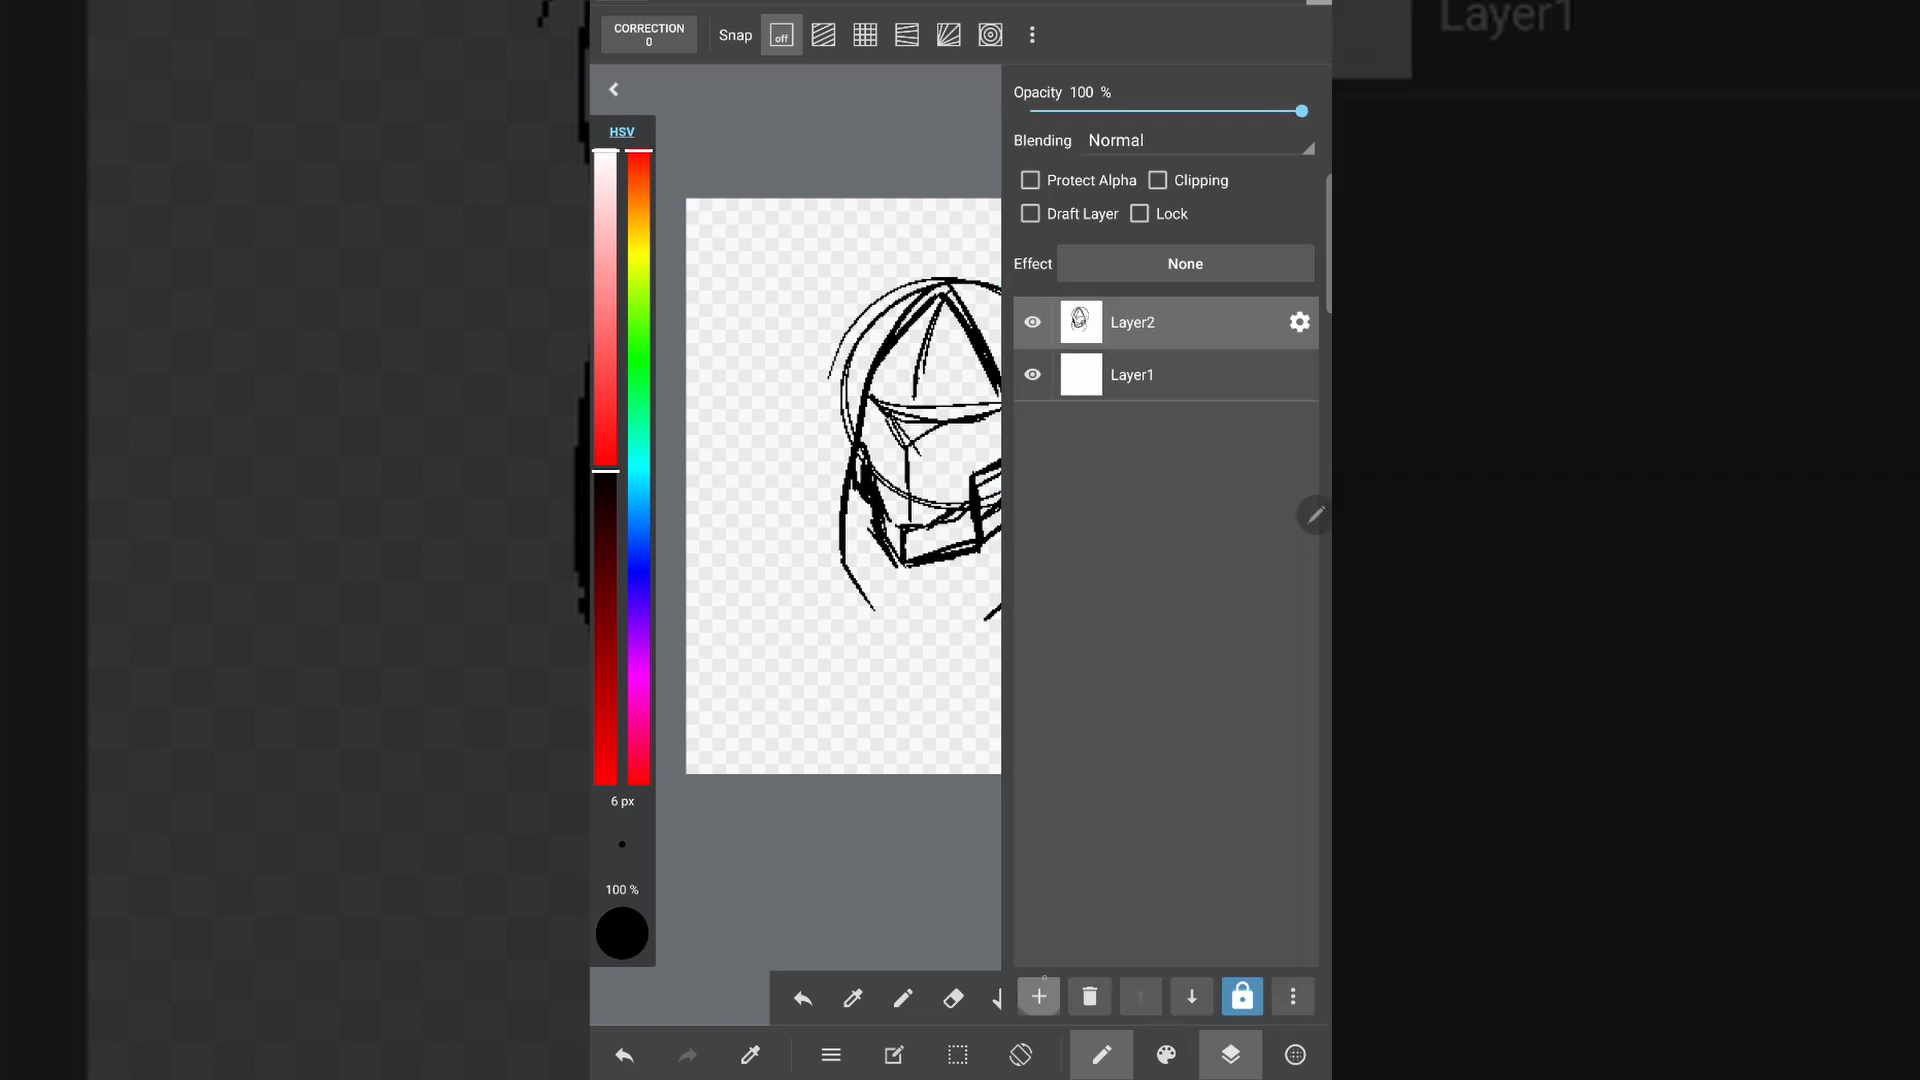 Layer1
CORRECTION
0
Snap
off
Opacity 100 %
HSV
Blending Normal
Protect Alpha Clipping
Draft Layer Lock
Effect None
Layer2
Layer1
6 px
100 %